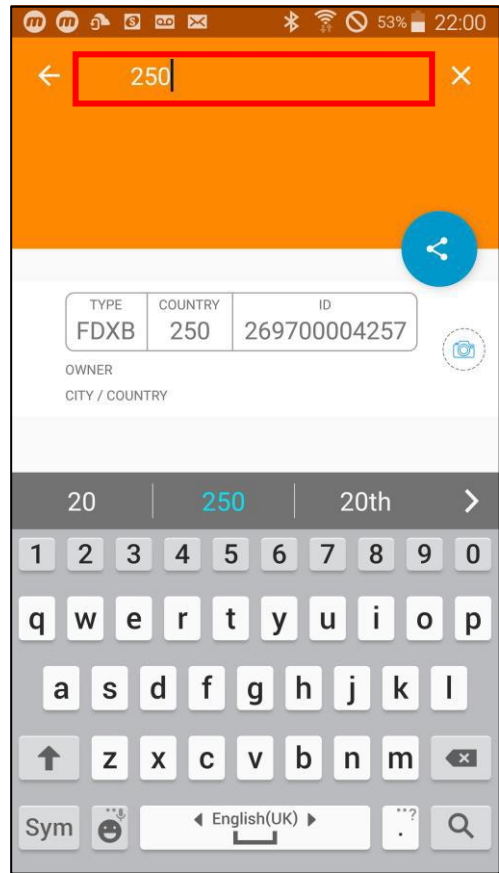 53% 22:00
250
TYPE COUNTRY ID
FDXB 250 269700004257
OWNER
CITY / COUNTRY
20 250 20th
1 2 3 4 5 6 7 8 9 0
q w e r t y u i o p
a s d f g h j k l
z x c v b n m
Sym English(UK) . ?